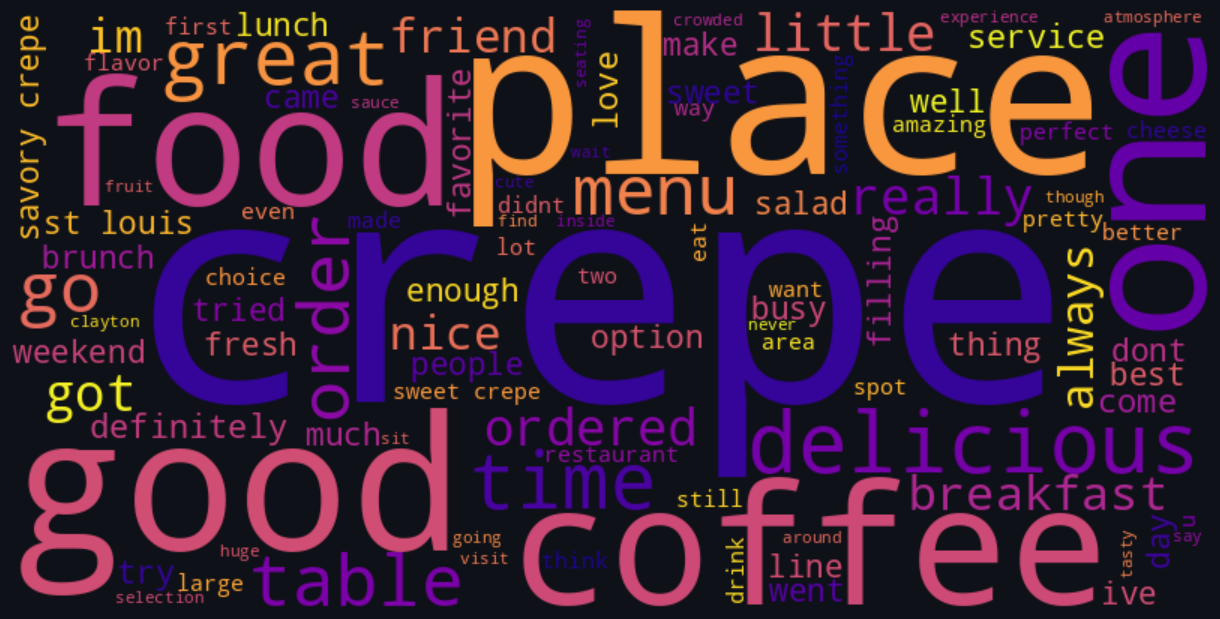 savory crepe
im
first
lunch
flavor
great
friend
seating
love
crowded
make
little
experience
service
atmosphere
came
sauce
food
favorite
place
sweet
way
something
well
amazing
perfect
cheese
one
fruit
wait
cute
didnt
menu
find
inside
salad
really
though
pretty
better
st louis
even
made
order
lot
eat
filling
brunch
choice
two
want
always
go
tried
enough
busy
clayton
crepe
never
area
fresh
nice
option
thing
weekend
people
dont
best
got
sweet crepe
spot
come
definitely
much
sit
ordered
restaurant
delicious
good
time
still
breakfast
coffee
going
visit
huge
think
drink
around
tasty
day
u
say
try
large
table
line
went
selection
ive